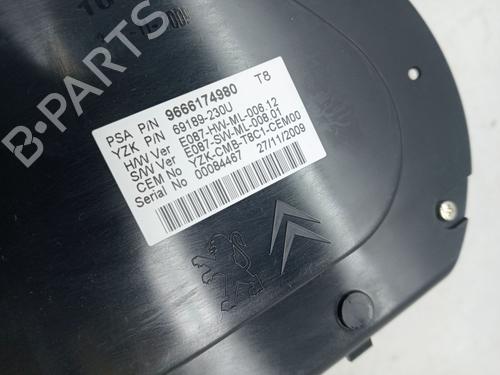 PSA P/N 9666174980 T8
YZK P/N 69189-230U
H/W Ver E087-HW-ML-006.12
S/W Ver E087-SW-ML-008.01
CEM No YZK-CMB-T8C1-CEM00
Serial No 00084467 27/11/2009
B-PARTS